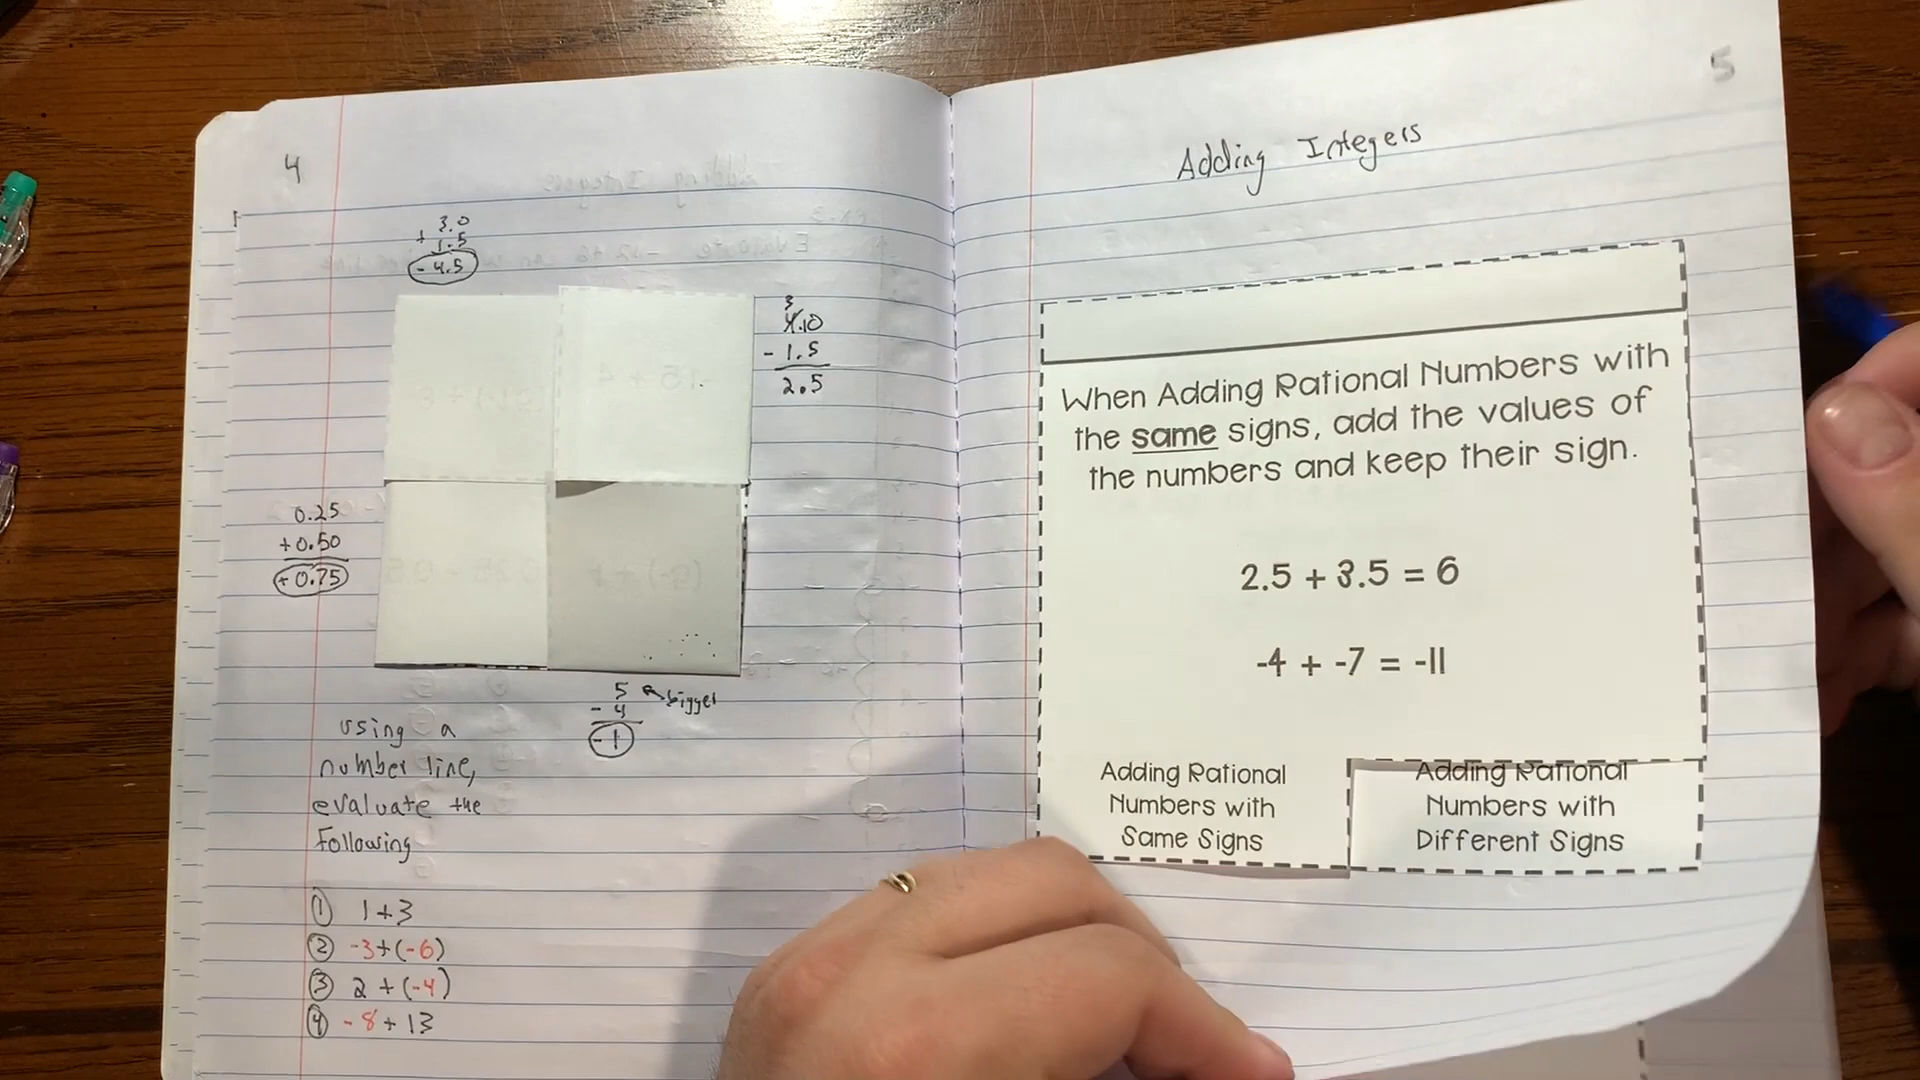 4
3.0
+ 1.5
- 4.5
3
4.10
- 1.5
2.5
0.25
+0.50
+0.75
5 bigger
- 4
- 1
using a
number line,
evaluate the
following
① 1+3
② -3+(-6)
③ 2+(-4)
④ -8+13
5
Adding Integers
When Adding Rational Numbers with
the same signs, add the values of
the numbers and keep their sign.
2.5 + 3.5 = 6
-4 + -7 = -11
Adding Rational
Numbers with
Same Signs
Adding Rational
Numbers with
Different Signs